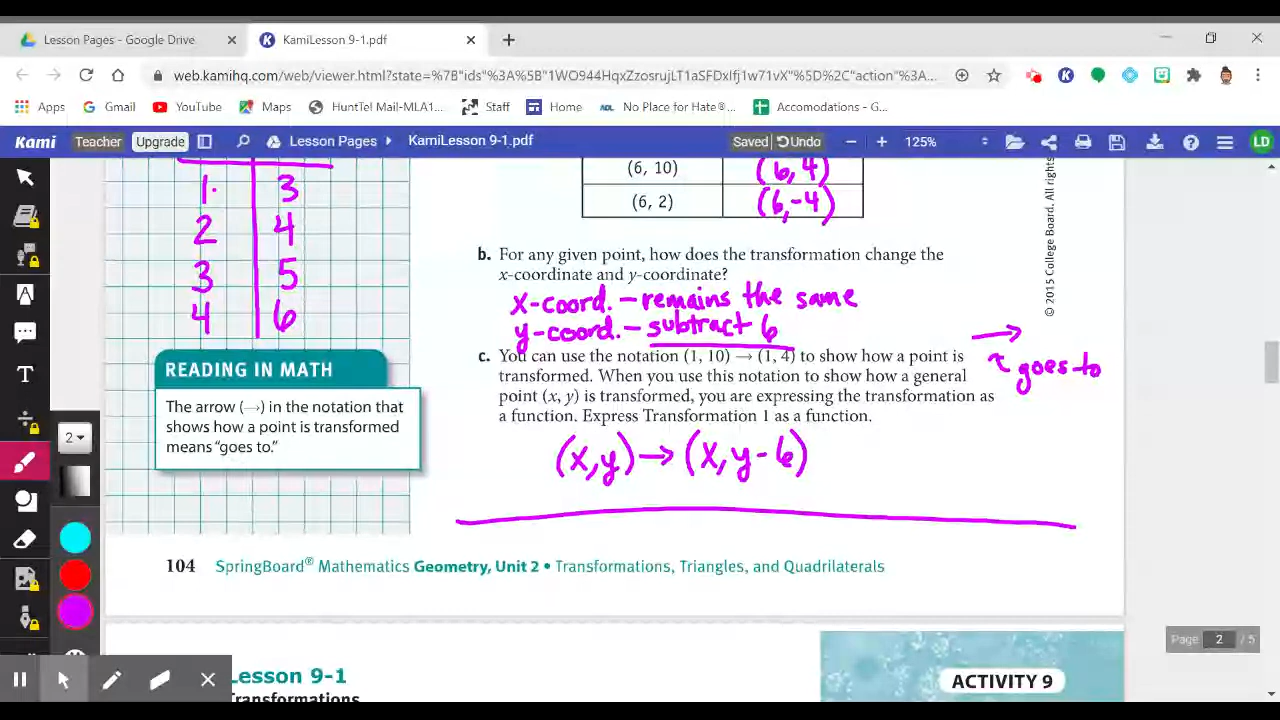 Lesson Pages - Google Drive
KamiLesson 9-1.pdf
web.kamihq.com/web/viewer.html?state=%7B"ids"%3A%5B"1WO944HqxZzosrujLT1aSFDxIfj1w71vX"%5D%2C"action"%3A...
Apps
Gmail
YouTube
Maps
HuntTel Mail-MLA1...
Staff
Home
ADL No Place for Hate:...
Accomodations - G...
Kami
Teacher
Upgrade
Lesson Pages
KamiLesson 9-1.pdf
Saved
Undo
125%
LD
1 3
2 4
3 5
4 6
(6, 10) (6, 4)
(6, 2) (6, -4)
© 2015 College Board. All rights
b. For any given point, how does the transformation change the
x-coordinate and y-coordinate?
x-coord. - remains the same
y-coord. - subtract 6
→
goes to
c. You can use the notation (1, 10) → (1, 4) to show how a point is
transformed. When you use this notation to show how a general
point (x, y) is transformed, you are expressing the transformation as
a function. Express Transformation 1 as a function.
(x, y) → (x, y - 6)
READING IN MATH
The arrow (→) in the notation that
shows how a point is transformed
means "goes to."
2
104 SpringBoard® Mathematics Geometry, Unit 2 • Transformations, Triangles, and Quadrilaterals
Page 2 / 5
Lesson 9-1
Transformations
ACTIVITY 9